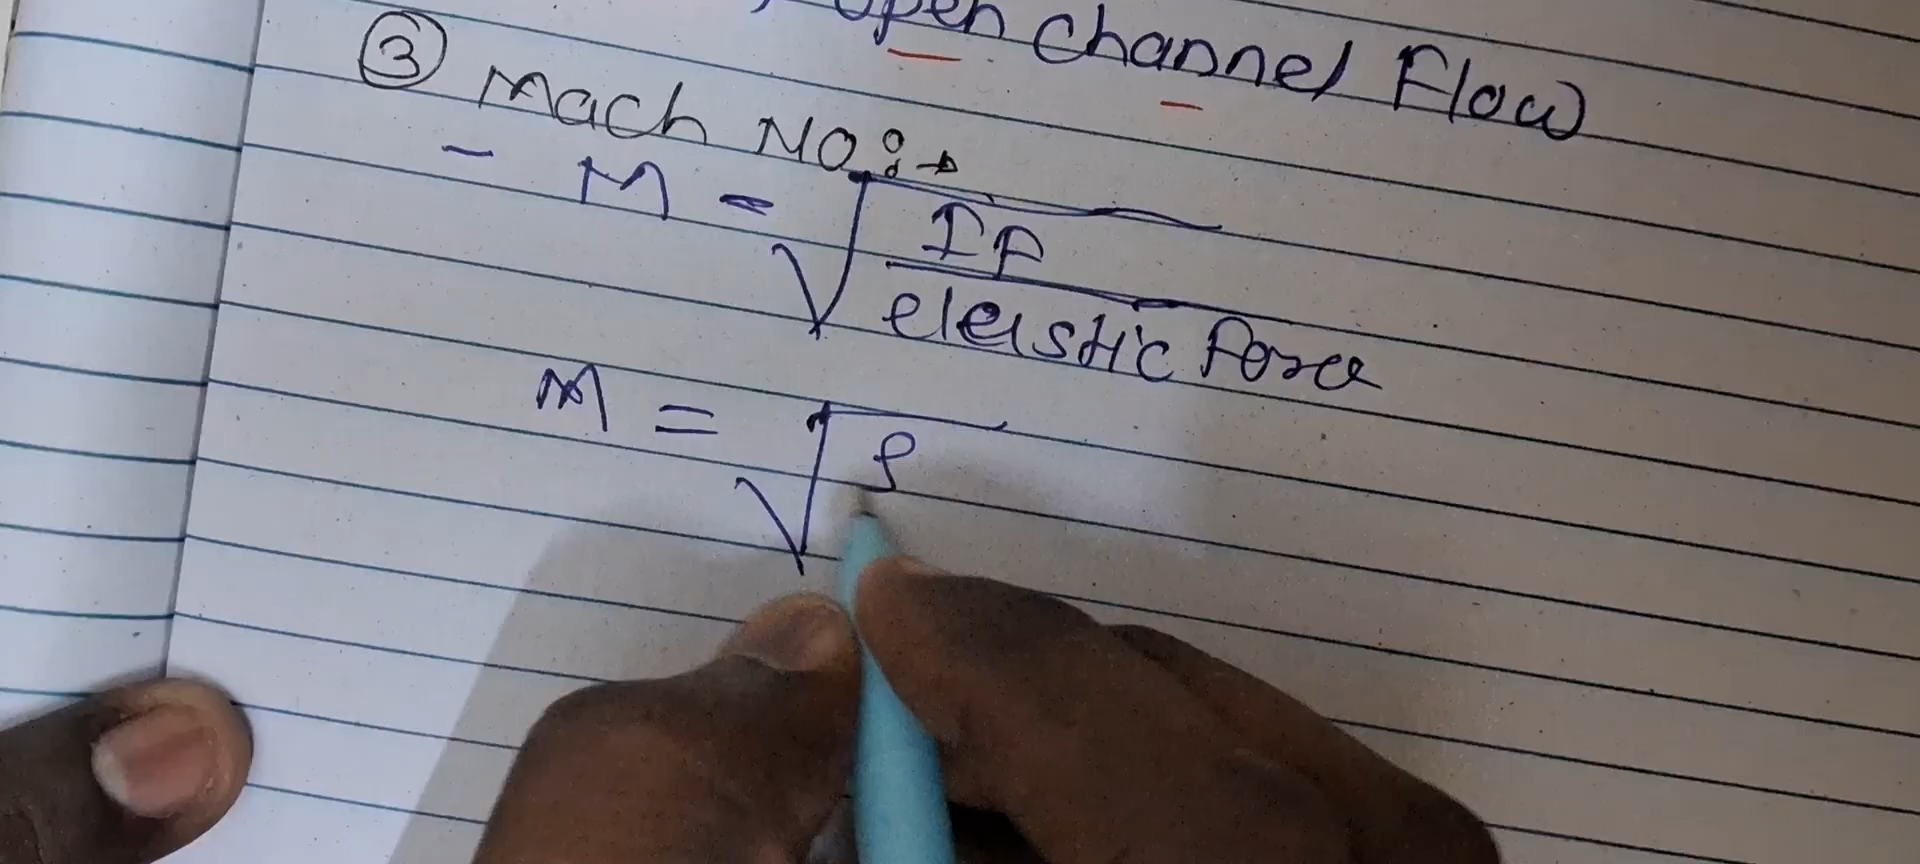 open channel Flow
③ Mach NO:→
- M = √ IF / elastic Force
M = √ ρ